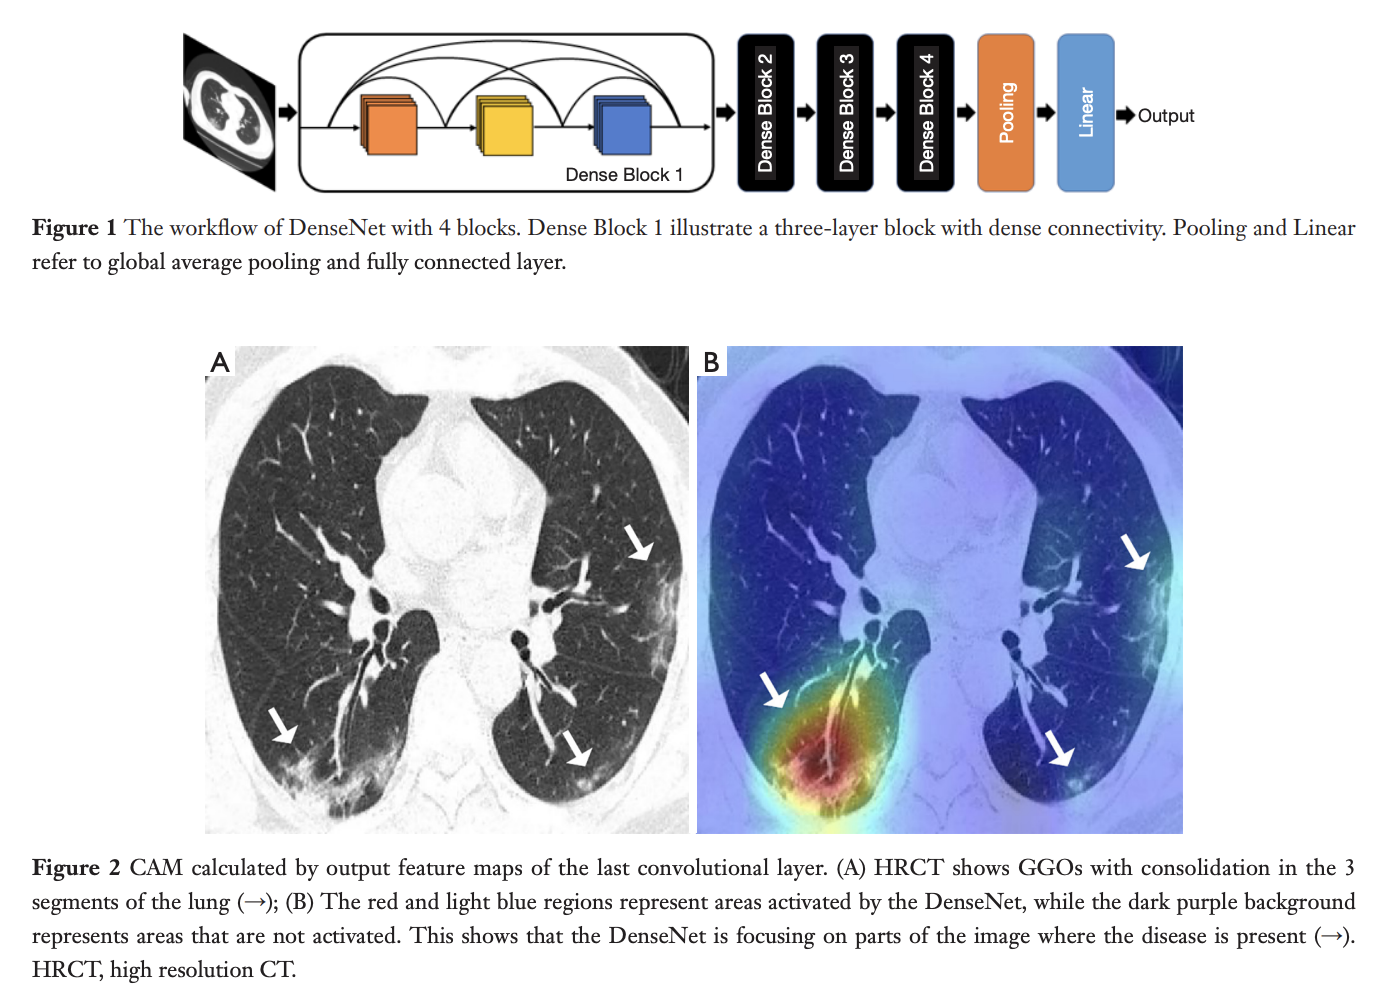 Dense Block 1
Dense Block 2
Dense Block 3
Dense Block 4
Pooling
Linear
Output
Figure 1 The workflow of DenseNet with 4 blocks. Dense Block 1 illustrate a three-layer block with dense connectivity. Pooling and Linear
refer to global average pooling and fully connected layer.
A
B
Figure 2 CAM calculated by output feature maps of the last convolutional layer. (A) HRCT shows GGOs with consolidation in the 3
segments of the lung (→); (B) The red and light blue regions represent areas activated by the DenseNet, while the dark purple background
represents areas that are not activated. This shows that the DenseNet is focusing on parts of the image where the disease is present (→).
HRCT, high resolution CT.